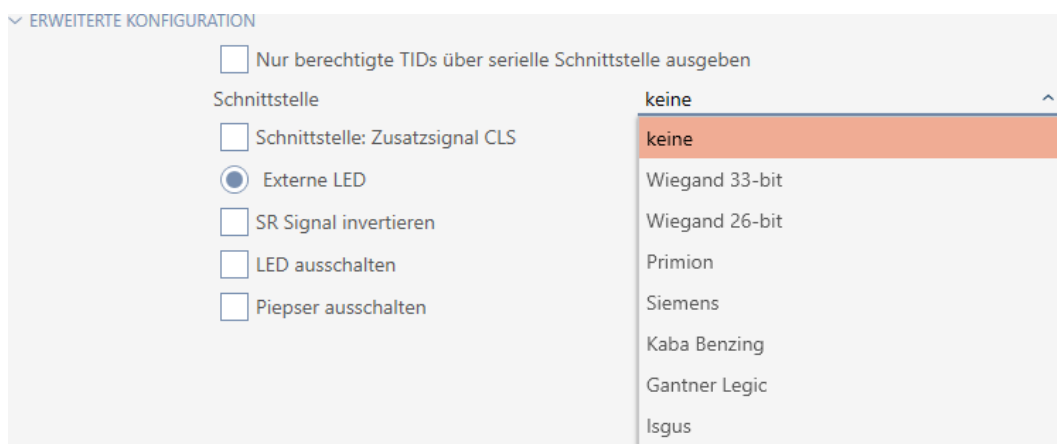 ERWEITERTE KONFIGURATION
Nur berechtigte TIDs über serielle Schnittstelle ausgeben
Schnittstelle keine
Schnittstelle: Zusatzsignal CLS keine
Externe LED Wiegand 33-bit
SR Signal invertieren Wiegand 26-bit
LED ausschalten Primion
Piepser ausschalten Siemens
Kaba Benzing
Gantner Legic
Isgus